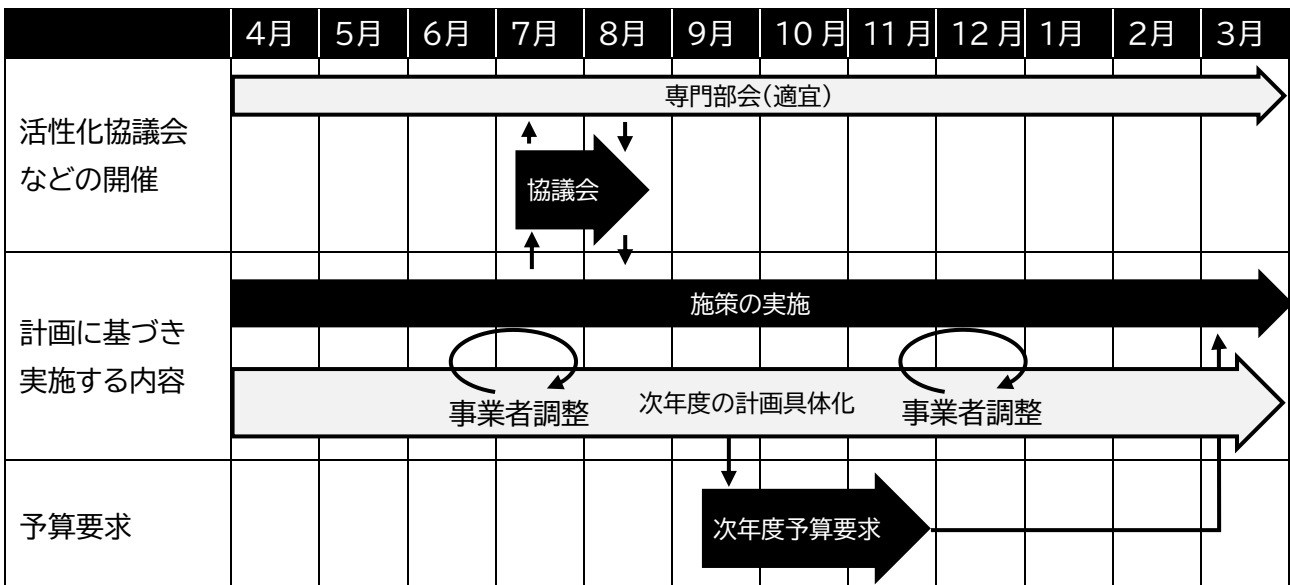 4月 5月 6月 7月 8月 9月 10月 11月 12月 1月 2月 3月
活性化協議会
などの開催
専門部会(適宜)
協議会
計画に基づき
実施する内容
施策の実施
次年度の計画具体化
事業者調整
事業者調整
予算要求
次年度予算要求